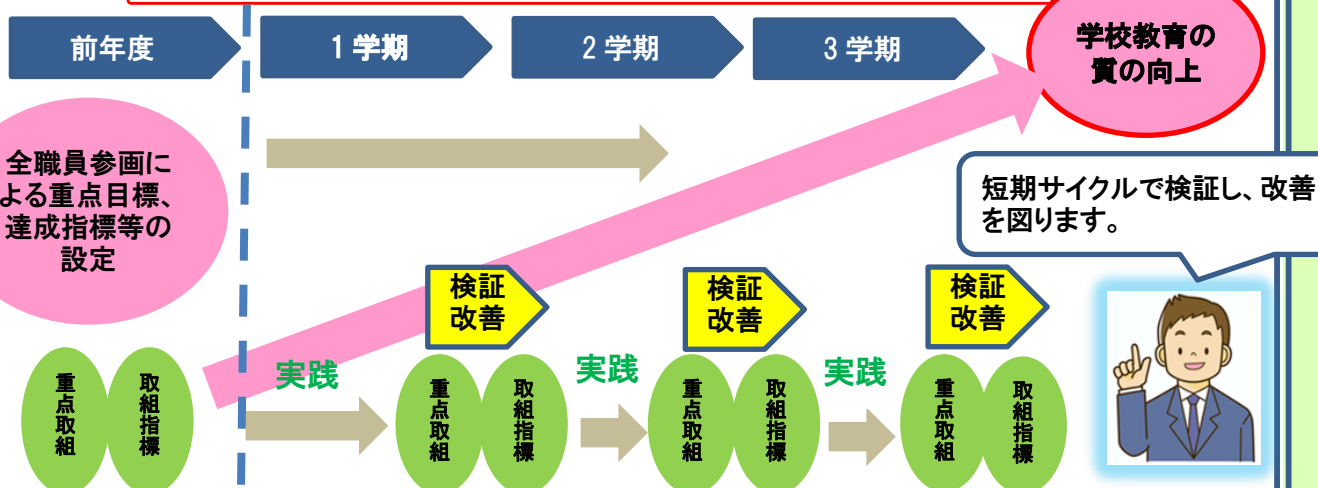 前年度
1学期
2学期
3学期
学校教育の
質の向上
全職員参画に
よる重点目標、
達成指標等の
設定
短期サイクルで検証し、改善
を図ります。
検証
改善
検証
改善
検証
改善
実践
実践
実践
重点取組
取組指標
重点取組
取組指標
重点取組
取組指標
重点取組
取組指標